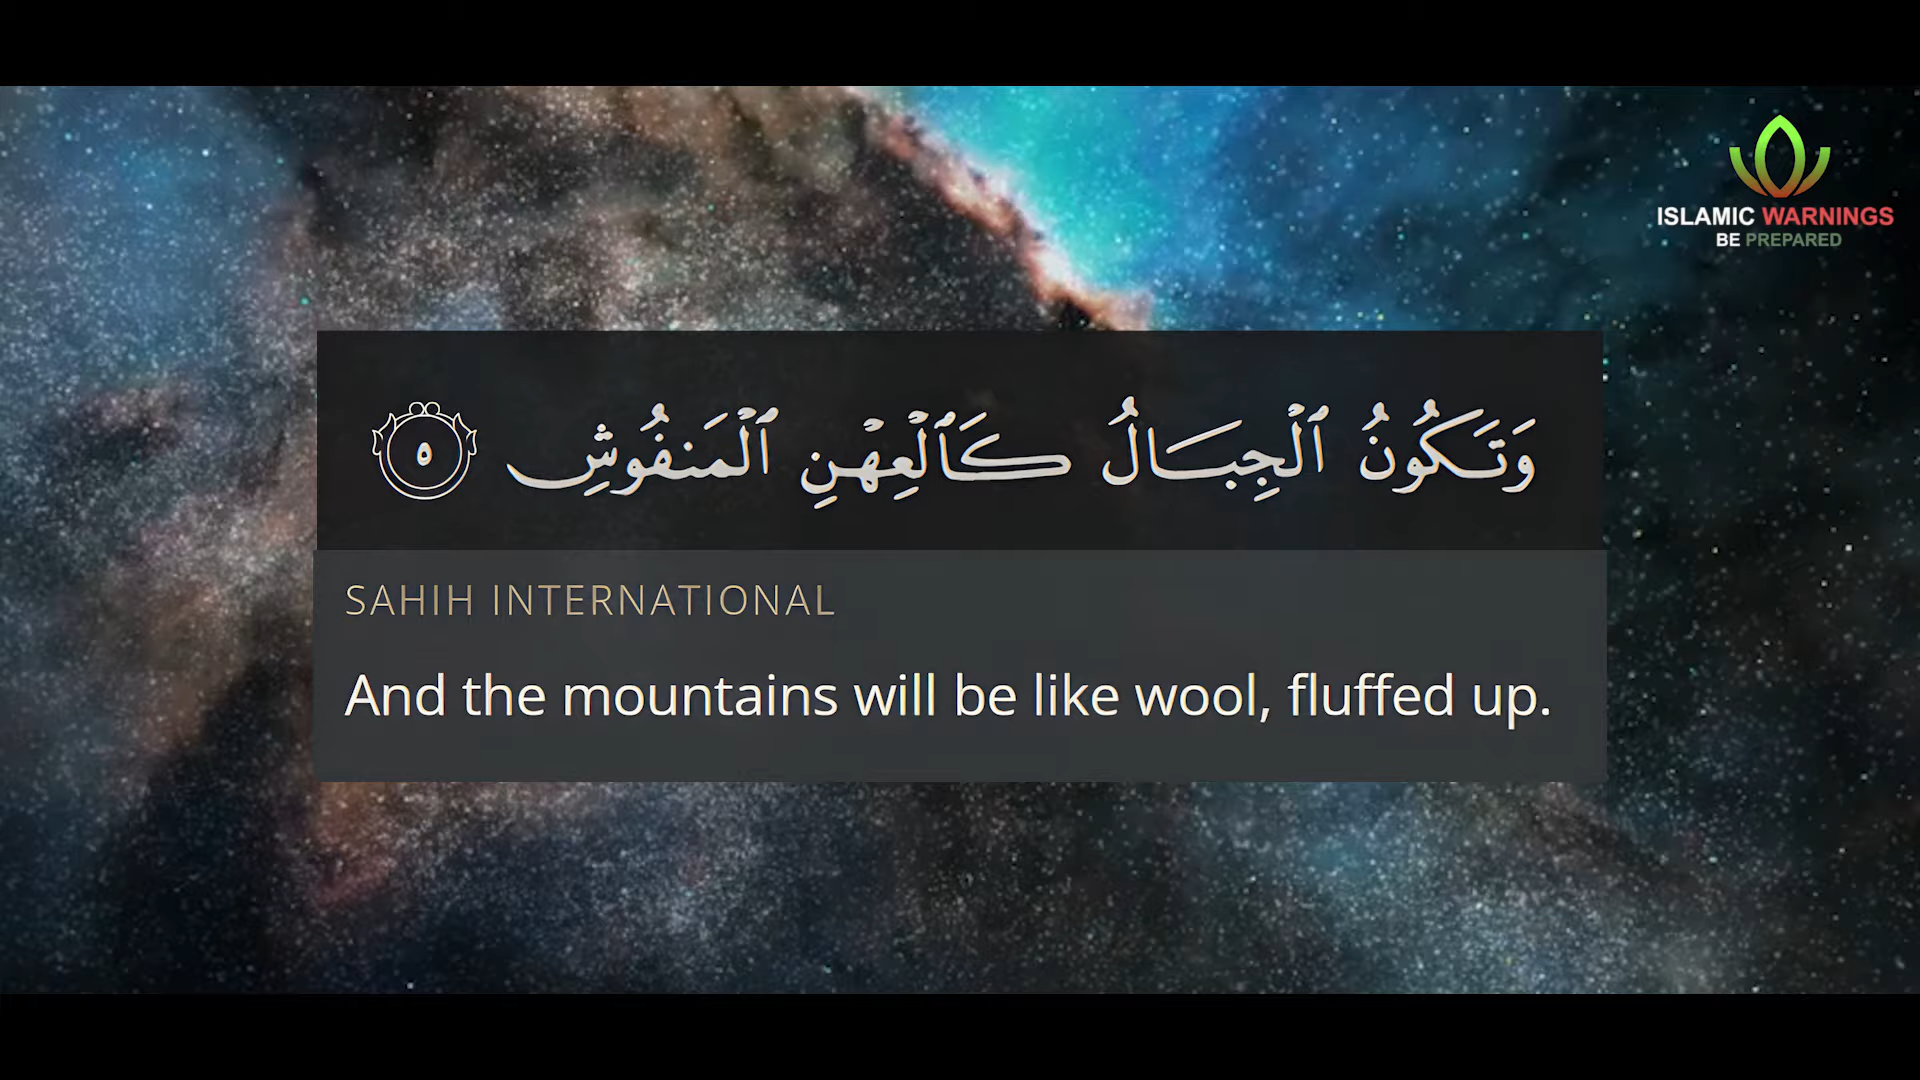 ISLAMIC WARNINGS
BE PREPARED
وَتَكُونُ ٱلْجِبَالُ كَٱلْعِهْنِ ٱلْمَنفُوشِ ٥
SAHIH INTERNATIONAL
And the mountains will be like wool, fluffed up.